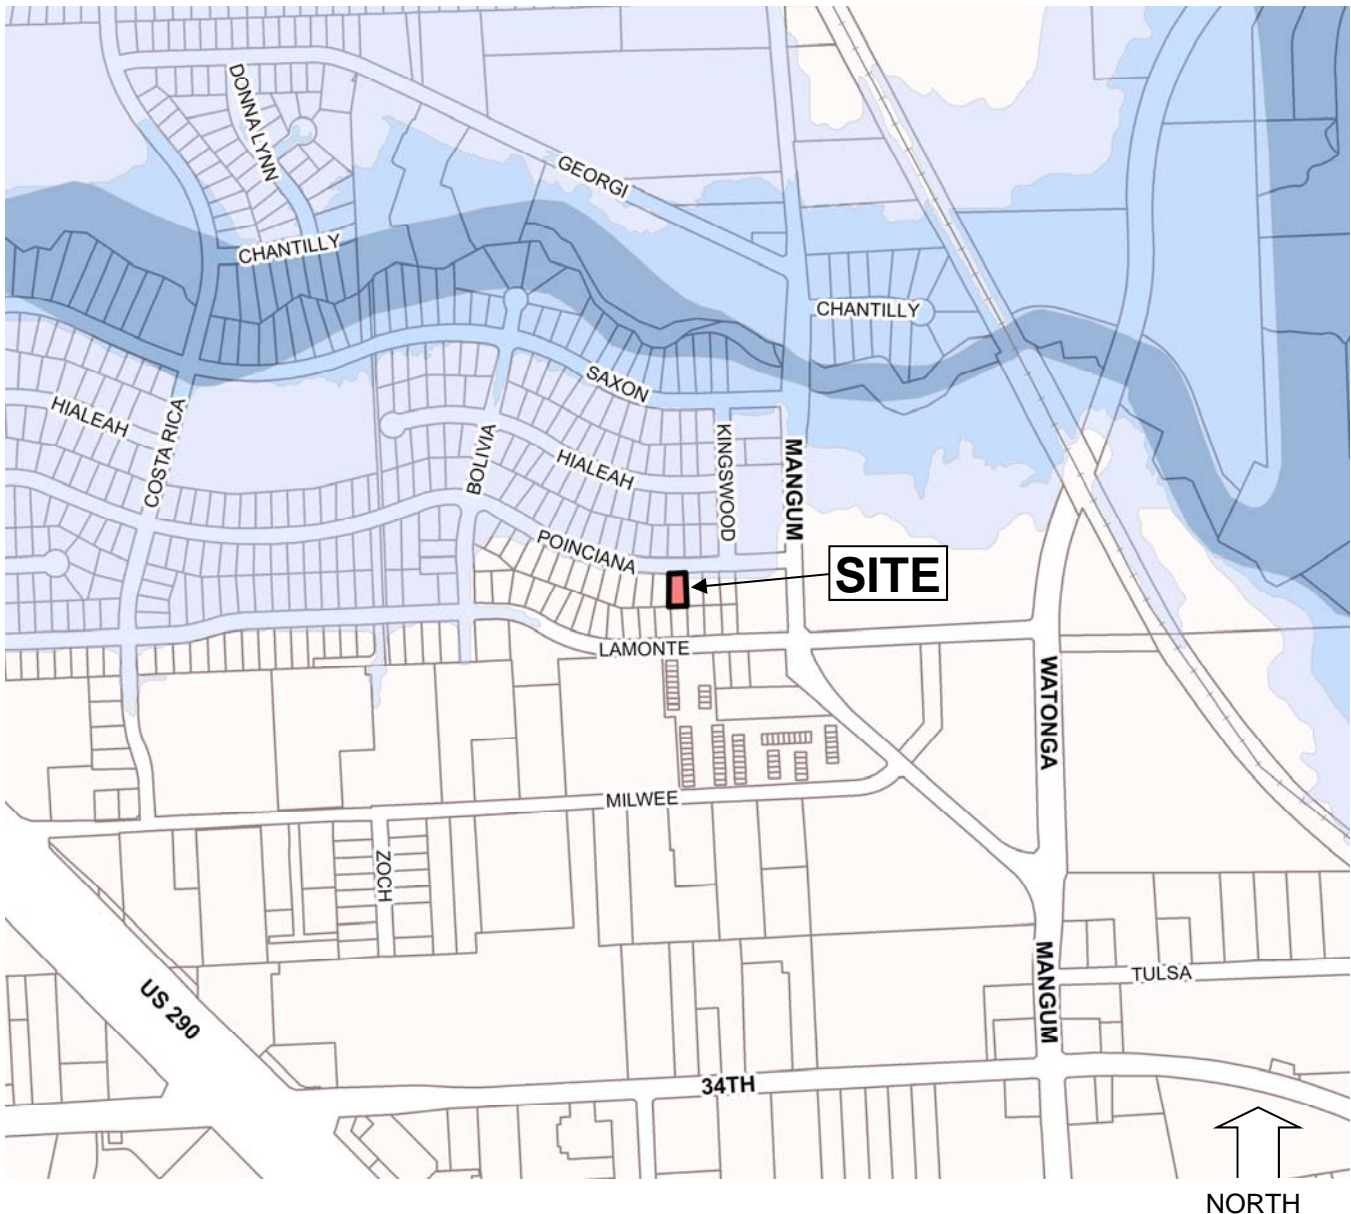 DONNA LYNN
GEORGI
CHANTILLY
CHANTILLY
SAXON
HIALEAH
COSTA RICA
BOLIVIA
HIALEAH
KINGSWOOD
MANGUM
POINCIANA
SITE
LAMONTE
WATONGA
MILWEE
ZOCH
US 290
MANGUM
TULSA
34TH
NORTH